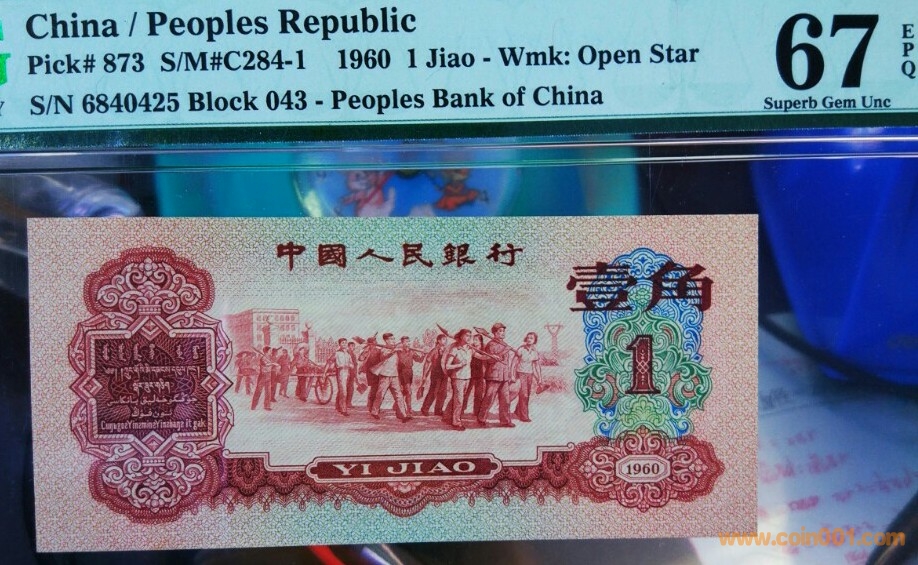 China / Peoples Republic
Pick# 873 S/M#C284-1 1960 1 Jiao - Wmk: Open Star
S/N 6840425 Block 043 - Peoples Bank of China
67
EPQ
Superb Gem Unc
中國人民銀行
壹角
1
YI JIAO
1960
www.coin001.com